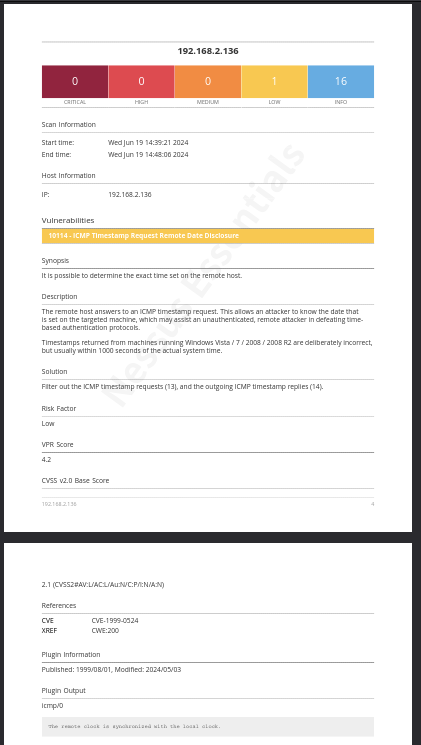 192.168.2.136
0 0 0 1 16
CRITICAL HIGH MEDIUM LOW INFO
Scan Information
Start time: Wed Jun 19 14:39:21 2024
End time: Wed Jun 19 14:48:06 2024
Host Information
IP: 192.168.2.136
Vulnerabilities
10114 - ICMP Timestamp Request Remote Date Disclosure
Synopsis
It is possible to determine the exact time set on the remote host.
Description
The remote host answers to an ICMP timestamp request. This allows an attacker to know the date that
is set on the targeted machine, which may assist an unauthenticated, remote attacker in defeating time-
based authentication protocols.
Timestamps returned from machines running Windows Vista / 7 / 2008 / 2008 R2 are deliberately incorrect,
but usually within 1000 seconds of the actual system time.
Solution
Filter out the ICMP timestamp requests (13), and the outgoing ICMP timestamp replies (14).
Risk Factor
Low
VPR Score
4.2
CVSS v2.0 Base Score
192.168.2.136 4
Nessus Essentials
2.1 (CVSS2#AV:L/AC:L/Au:N/C:P/I:N/A:N)
References
CVE CVE-1999-0524
XREF CWE:200
Plugin Information
Published: 1999/08/01, Modified: 2024/05/03
Plugin Output
icmp/0
The remote clock is synchronized with the local clock.